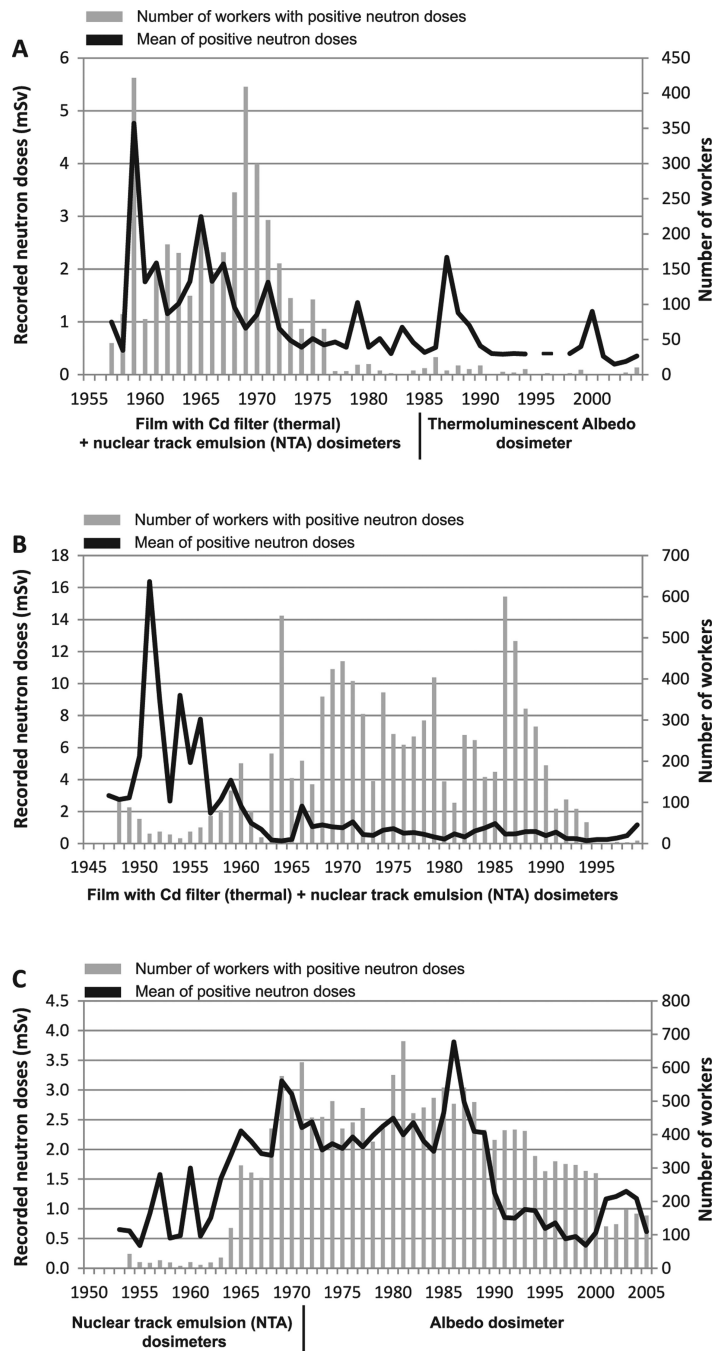 Number of workers with positive neutron doses
Mean of positive neutron doses
A
Recorded neutron doses (mSv)
6
5
4
3
2
1
0
450
400
350
300
250
200
150
100
50
0
Number of workers
1955 1960 1965 1970 1975 1980 1985 1990 1995 2000
Film with Cd filter (thermal)
+ nuclear track emulsion (NTA) dosimeters
Thermoluminescent Albedo
dosimeter
Number of workers with positive neutron doses
Mean of positive neutron doses
B
Recorded neutron doses (mSv)
18
16
14
12
10
8
6
4
2
0
700
600
500
400
300
200
100
0
Number of workers
1945 1950 1955 1960 1965 1970 1975 1980 1985 1990 1995
Film with Cd filter (thermal) + nuclear track emulsion (NTA) dosimeters
Number of workers with positive neutron doses
Mean of positive neutron doses
C
Recorded neutron doses (mSv)
4.5
4.0
3.5
3.0
2.5
2.0
1.5
1.0
0.5
0.0
800
700
600
500
400
300
200
100
0
Number of workers
1950 1955 1960 1965 1970 1975 1980 1985 1990 1995 2000 2005
Nuclear track emulsion (NTA)
dosimeters
Albedo dosimeter